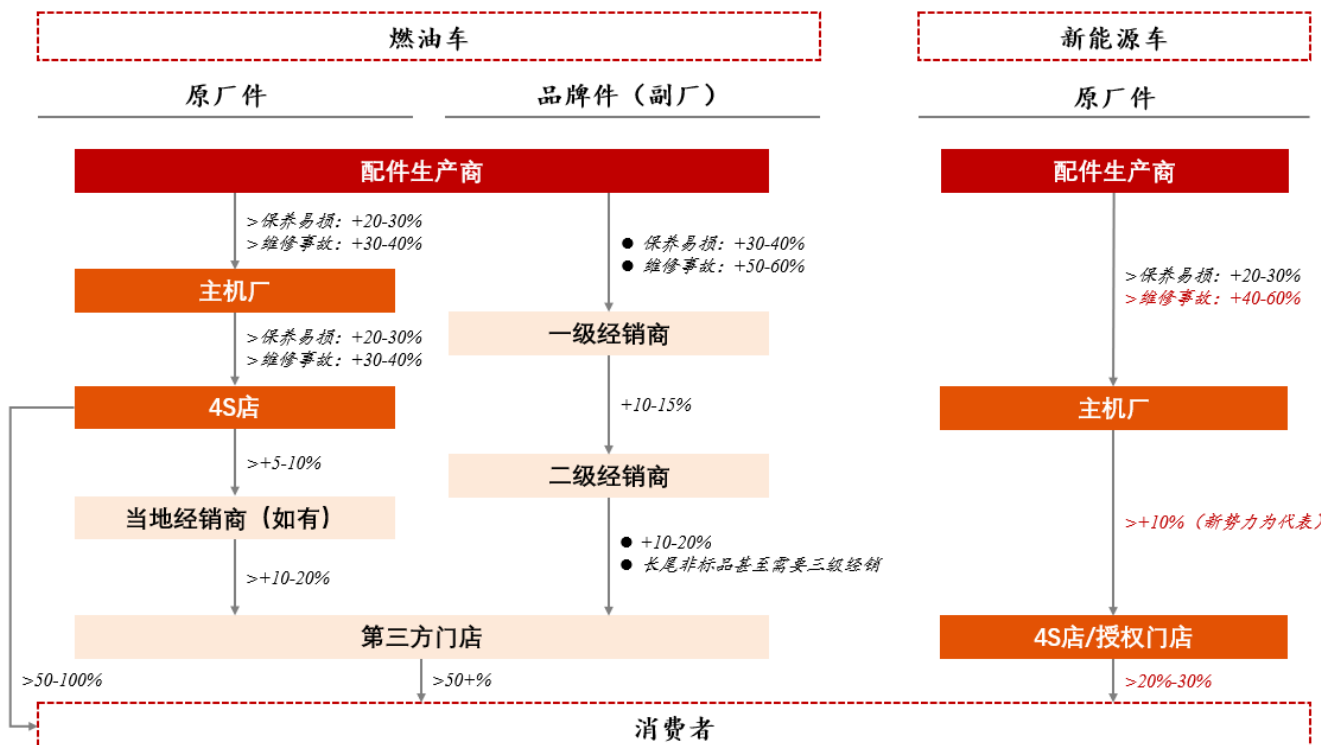 燃油车
新能源车
原厂件
品牌件（副厂）
原厂件
配件生产商
配件生产商
>保养易损：+20-30%
>维修事故：+30-40%
● 保养易损：+30-40%
● 维修事故：+50-60%
>保养易损：+20-30%
>维修事故：+40-60%
主机厂
一级经销商
>保养易损：+20-30%
>维修事故：+30-40%
4S店
+10-15%
主机厂
>+5-10%
二级经销商
当地经销商（如有）
>+10%（新势力为代表）
● +10-20%
● 长尾非标品甚至需要三级经销
>+10-20%
第三方门店
4S店/授权门店
>50-100%
>50+%
>20%-30%
消费者